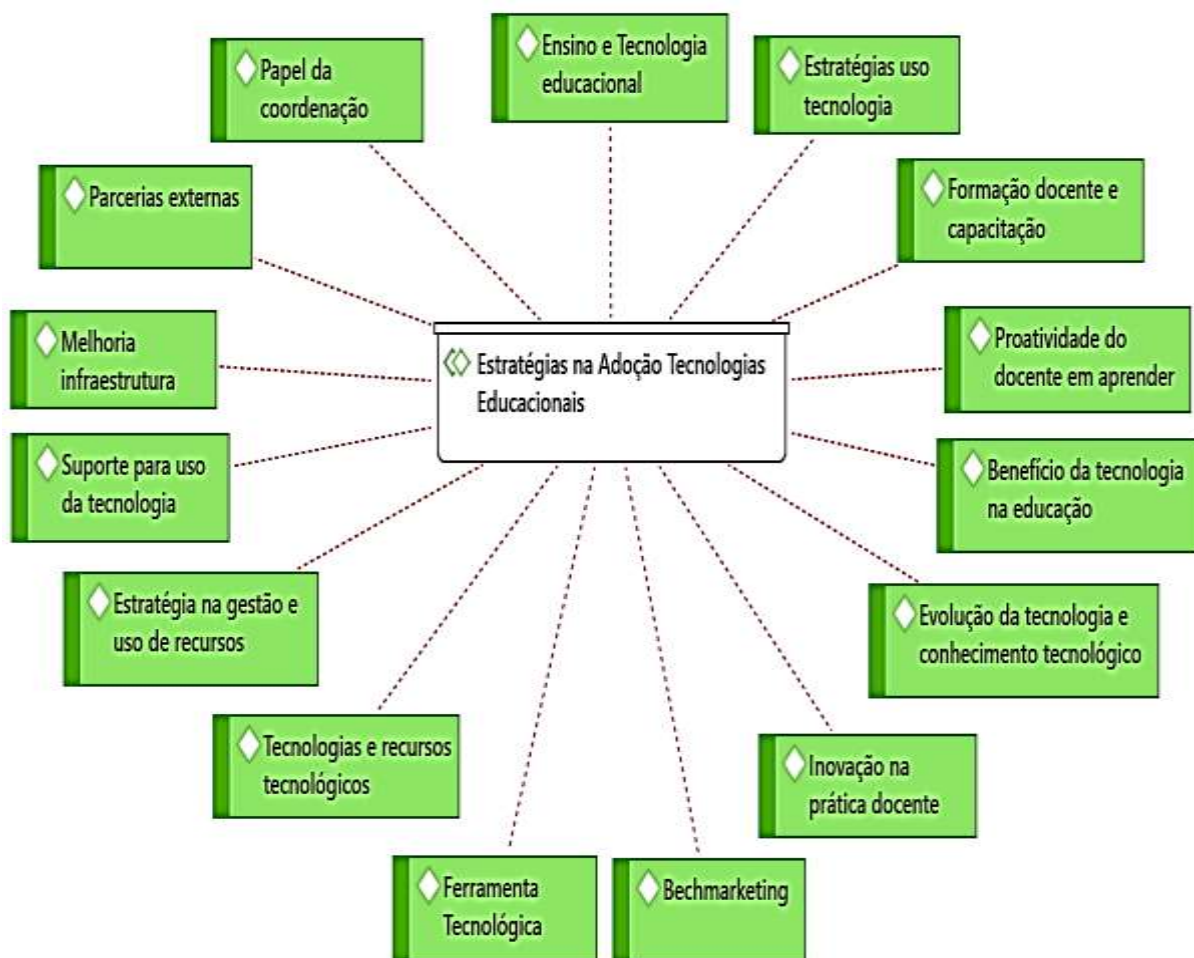 Ensino e Tecnologia
educacional
Papel da
coordenação
Estratégias uso
tecnologia
Parcerias externas
Formação docente e
capacitação
Melhoria
infraestrutura
Estratégias na Adoção Tecnologias
Educacionais
Proatividade do
docente em aprender
Suporte para uso
da tecnologia
Benefício da tecnologia
na educação
Estratégia na gestão e
uso de recursos
Evolução da tecnologia e
conhecimento tecnológico
Tecnologias e recursos
tecnológicos
Inovação na
prática docente
Ferramenta
Tecnológica
Bechmarketing